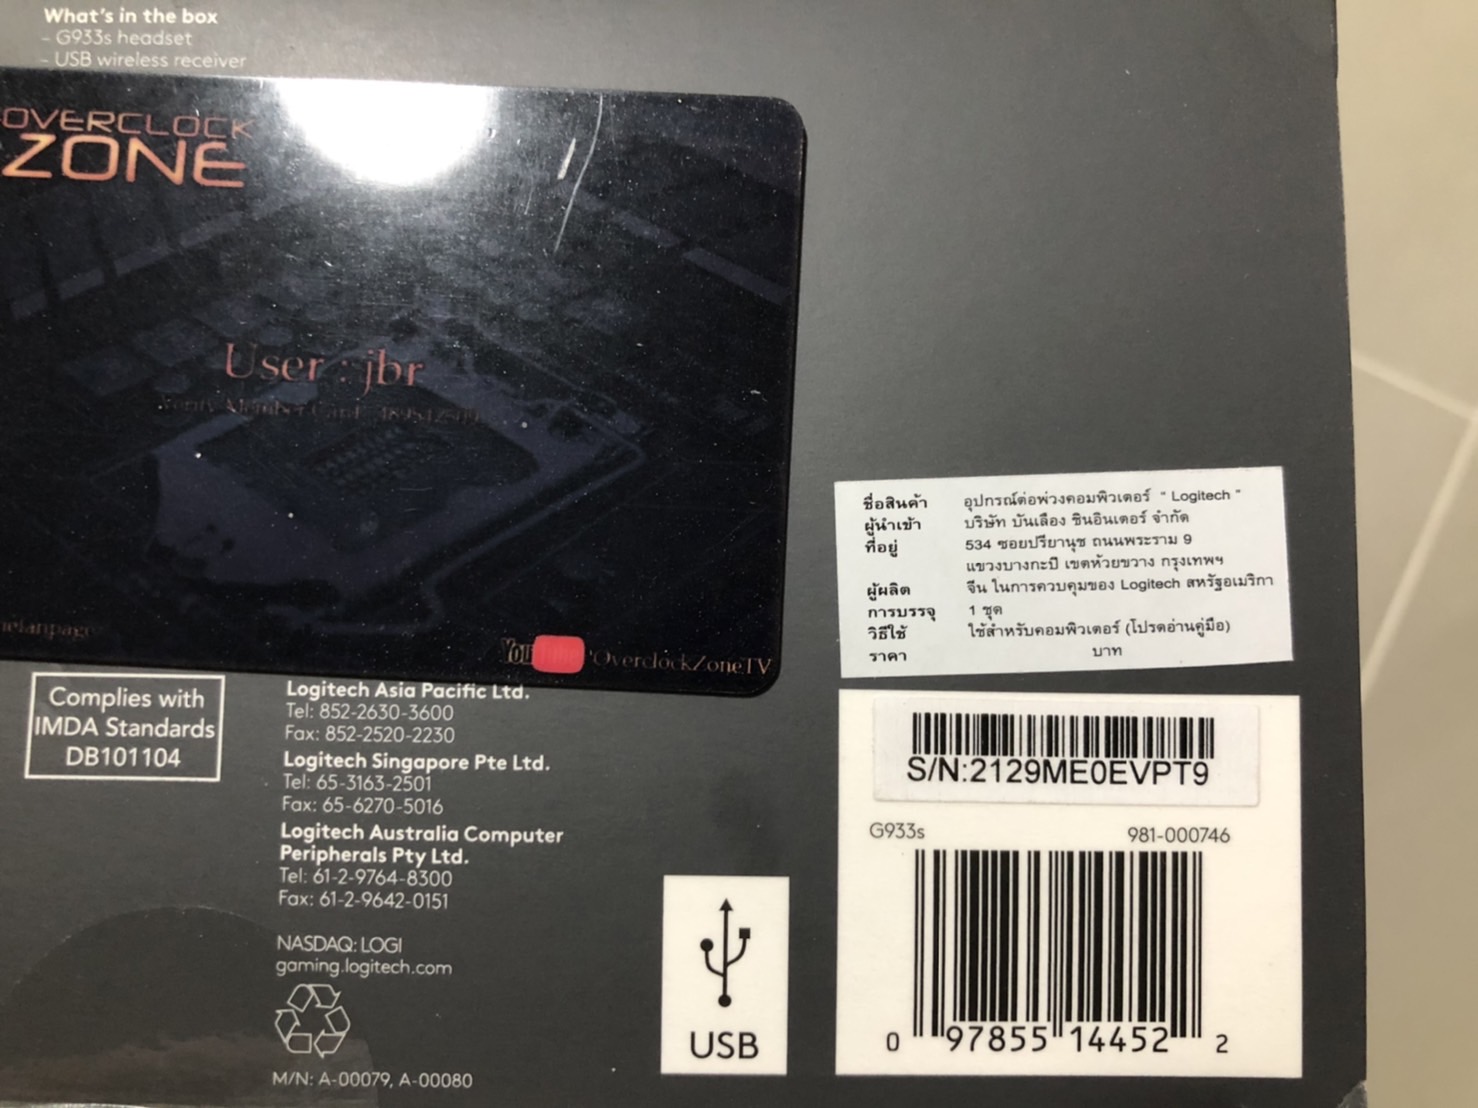 What's in the box
- G933s headset
- USB wireless receiver
OVERCLOCK
ZONE
User : jbr
Verify Member Card :
nefanpage
You
OverclockZoneTV
Complies with
IMDA Standards
DB101104
Logitech Asia Pacific Ltd.
Tel: 852-2630-3600
Fax: 852-2520-2230
Logitech Singapore Pte Ltd.
Tel: 65-3163-2501
Fax: 65-6270-5016
Logitech Australia Computer
Peripherals Pty Ltd.
Tel: 61-2-9764-8300
Fax: 61-2-9642-0151
NASDAQ: LOGI
gaming.logitech.com
M/N: A-00079, A-00080
USB
ชื่อสินค้า อุปกรณ์ต่อพ่วงคอมพิวเตอร์ " Logitech "
ผู้นำเข้า บริษัท บันเลือง ชินอินเตอร์ จำกัด
ที่อยู่ 534 ซอยปรียานุช ถนนพระราม 9
แขวงบางกะปิ เขตห้วยขวาง กรุงเทพฯ
ผู้ผลิต จีน ในการควบคุมของ Logitech สหรัฐอเมริกา
การบรรจุ 1 ชุด
วิธีใช้ ใช้สำหรับคอมพิวเตอร์ (โปรดอ่านคู่มือ)
ราคา บาท
S/N:2129ME0EVPT9
G933s 981-000746
0 97855 14452 2